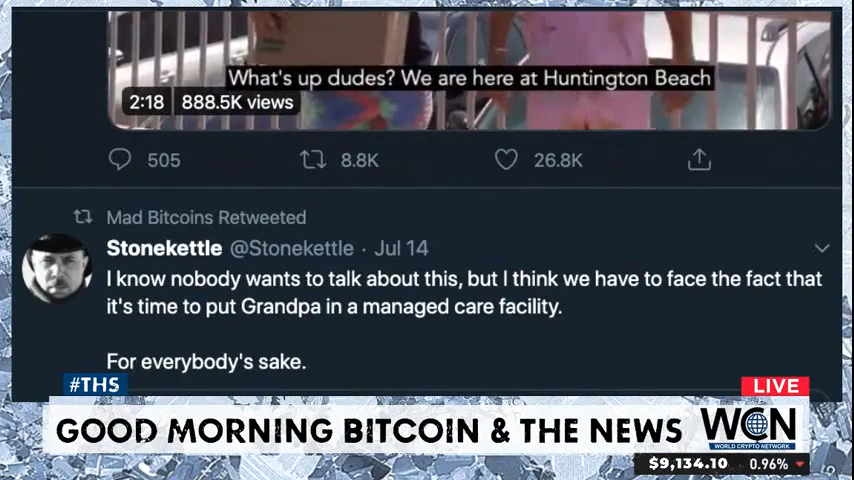 What's up dudes? We are here at Huntington Beach
2:18 888.5K views
505 8.8K 26.8K
Mad Bitcoins Retweeted
Stonekettle @Stonekettle · Jul 14
I know nobody wants to talk about this, but I think we have to face the fact that
it's time to put Grandpa in a managed care facility.
For everybody's sake.
#THS
LIVE
GOOD MORNING BITCOIN & THE NEWS
WCN
WORLD CRYPTO NETWORK
$9,134.10 0.96%